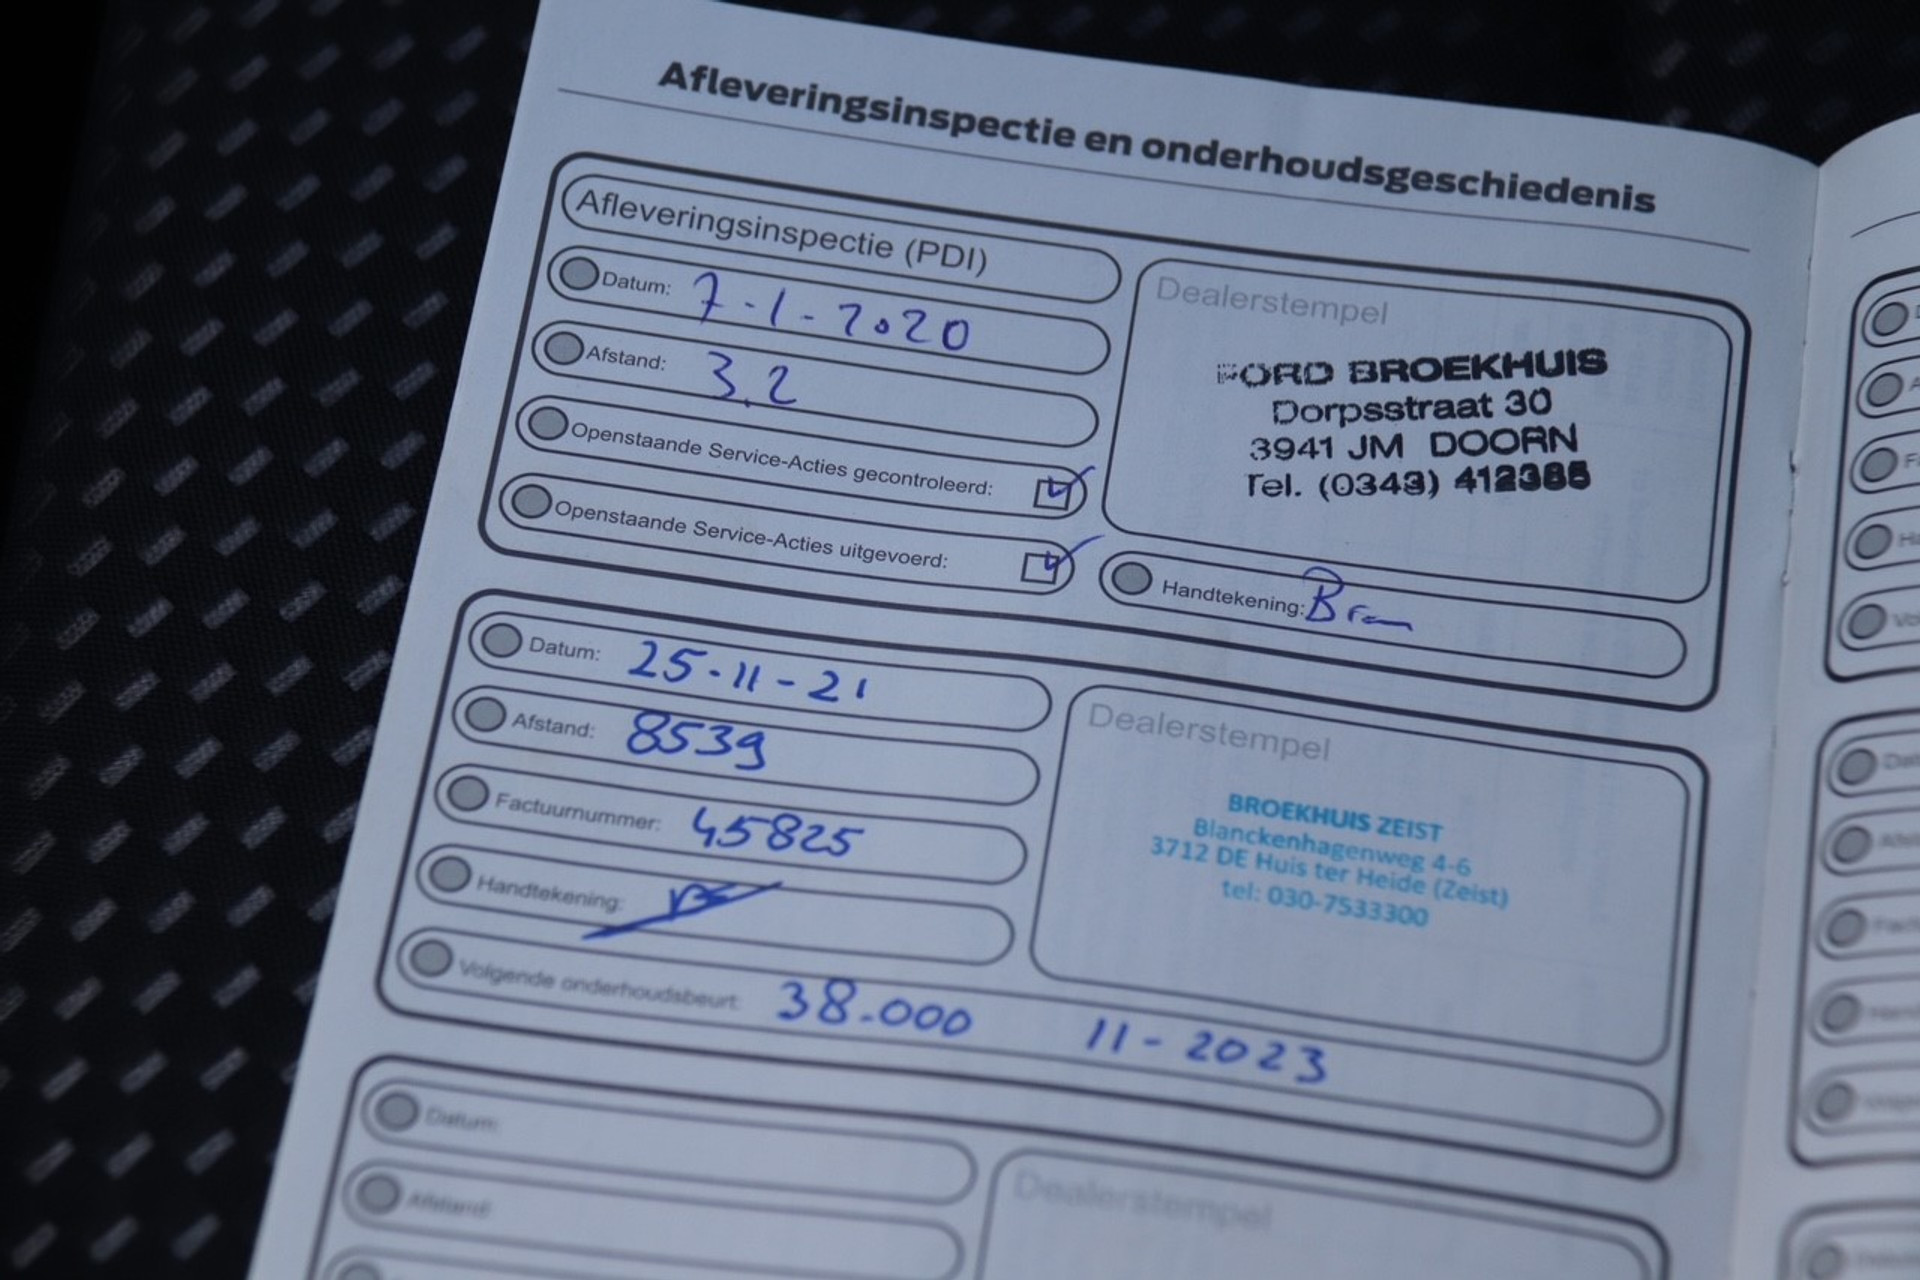 Afleveringsinspectie en onderhoudsgeschiedenis
Afleveringsinspectie (PDI)
Datum: 7-1-2020
Afstand: 3.2
Openstaande Service-Acties gecontroleerd:
Openstaande Service-Acties uitgevoerd:
Dealerstempel
FORD BROEKHUIS
Dorpsstraat 30
3941 JM DOORN
Tel. (0343) 412385
Handtekening:
Datum: 25-11-21
Afstand: 8539
Factuurnummer: 45825
Handtekening:
Dealerstempel
BROEKHUIS ZEIST
Blanckenhagenweg 4-6
3712 DE Huis ter Heide (Zeist)
tel: 030-7533300
Volgende onderhoudsbeurt: 38.000 11-2023
Datum:
Afstand:
Dealerstempel